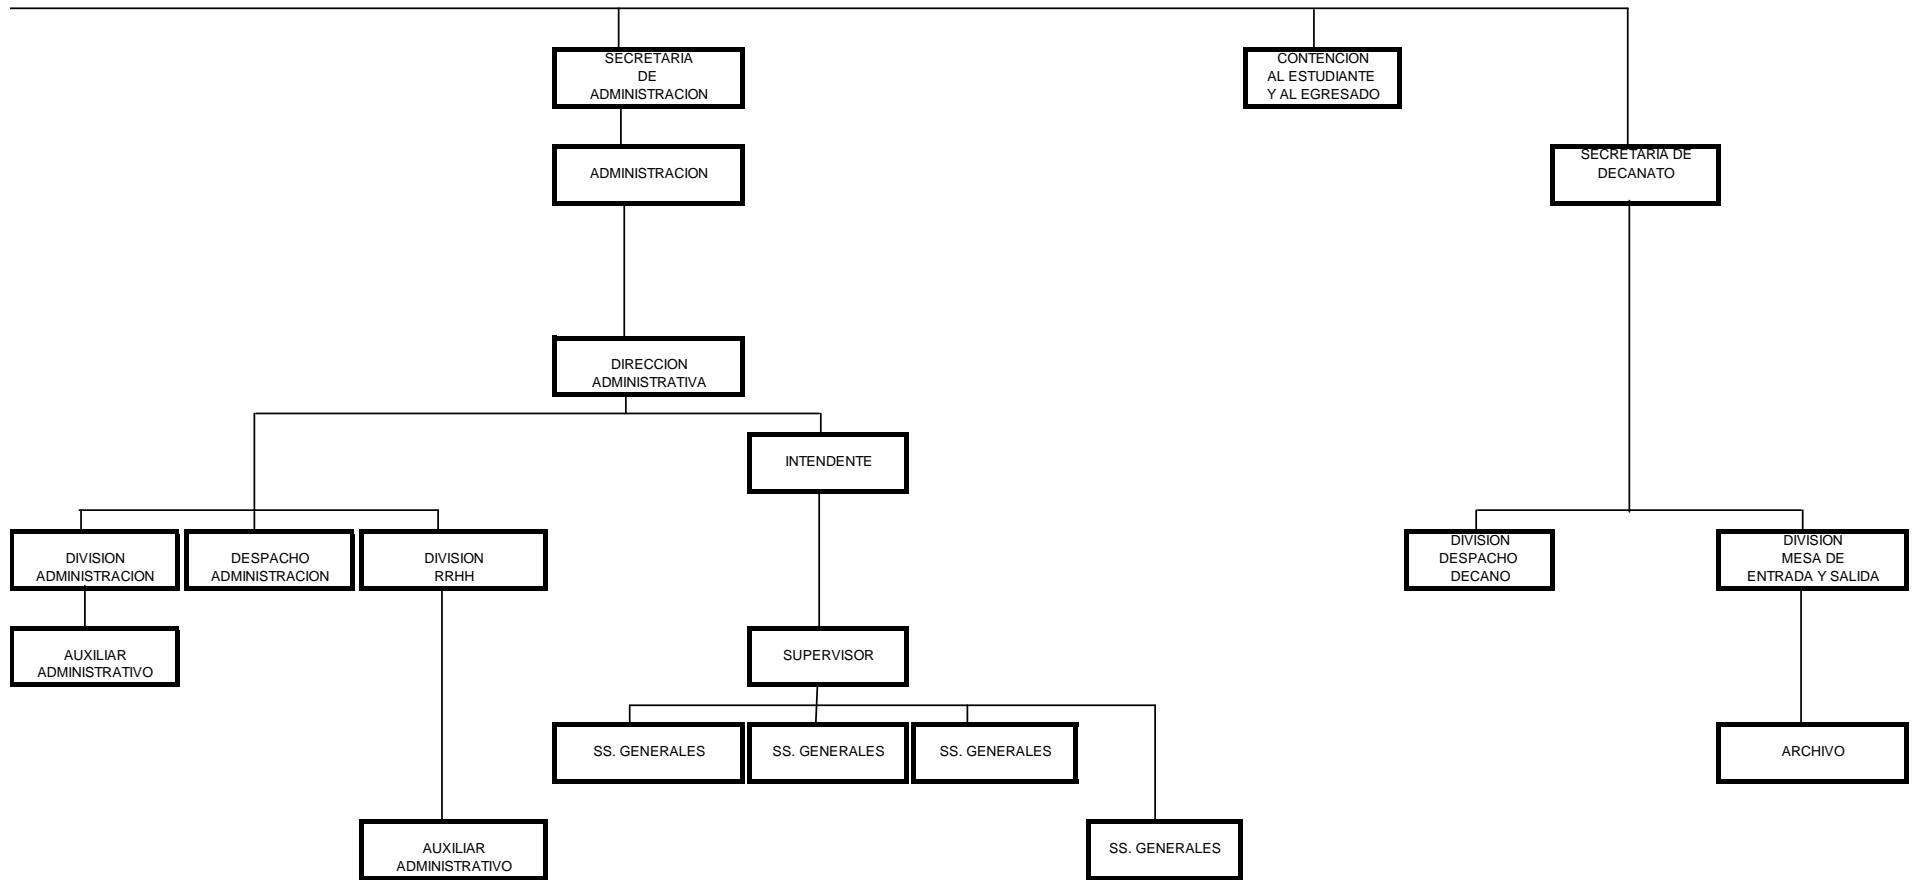 SECRETARIA
DE
ADMINISTRACION
CONTENCION
AL ESTUDIANTE
Y AL EGRESADO
ADMINISTRACION
SECRETARIA DE
DECANATO
DIRECCION
ADMINISTRATIVA
INTENDENTE
DIVISION
ADMINISTRACION
DESPACHO
ADMINISTRACION
DIVISION
RRHH
DIVISION
DESPACHO
DECANO
DIVISION
MESA DE
ENTRADA Y SALIDA
AUXILIAR
ADMINISTRATIVO
SUPERVISOR
SS. GENERALES
SS. GENERALES
SS. GENERALES
ARCHIVO
AUXILIAR
ADMINISTRATIVO
SS. GENERALES